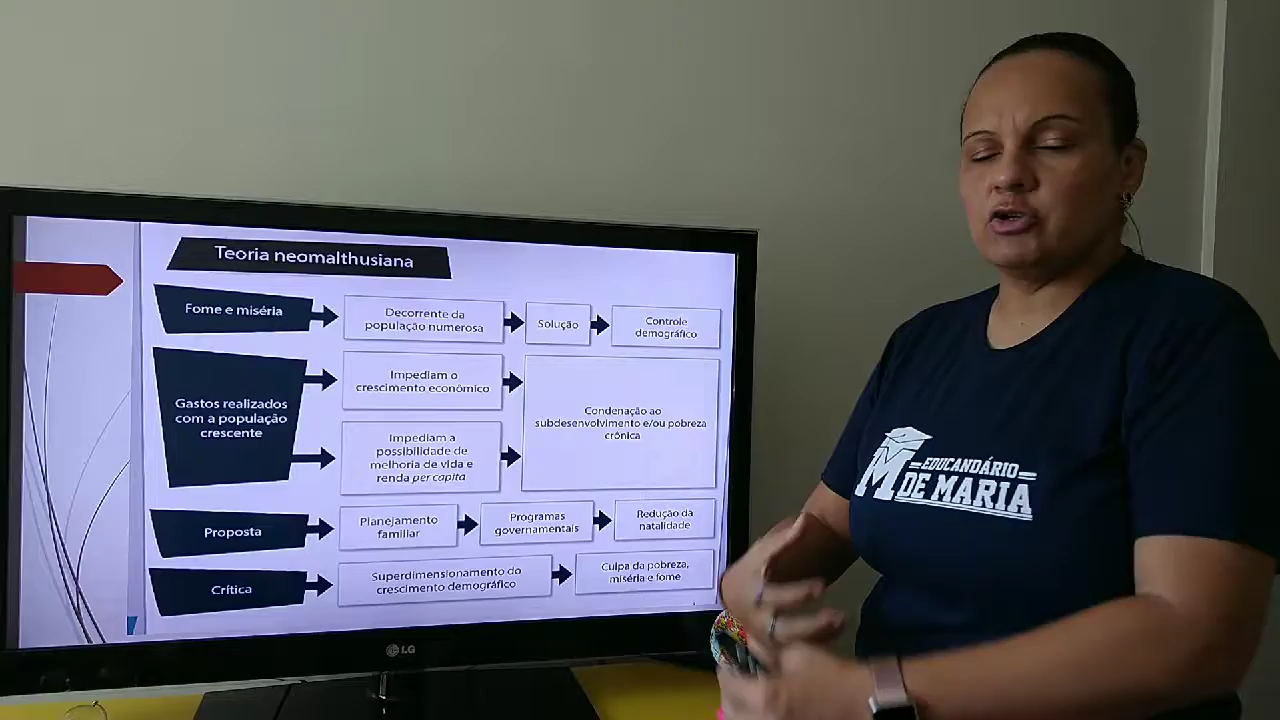 Teoria neomalthusiana
Fome e miséria
Decorrente da
população numerosa
Solução
Controle
demográfico
Gastos realizados
com a população
crescente
Impediam o
crescimento econômico
Impediam a
possibilidade de
melhoria de vida e
renda per capita
Condenação ao
subdesenvolvimento e/ou pobreza
crônica
Proposta
Planejamento
familiar
Programas
governamentais
Redução da
natalidade
Crítica
Superdimensionamento do
crescimento demográfico
Culpa da pobreza,
miséria e fome
LG
M EDUCANDÁRIO
DE MARIA